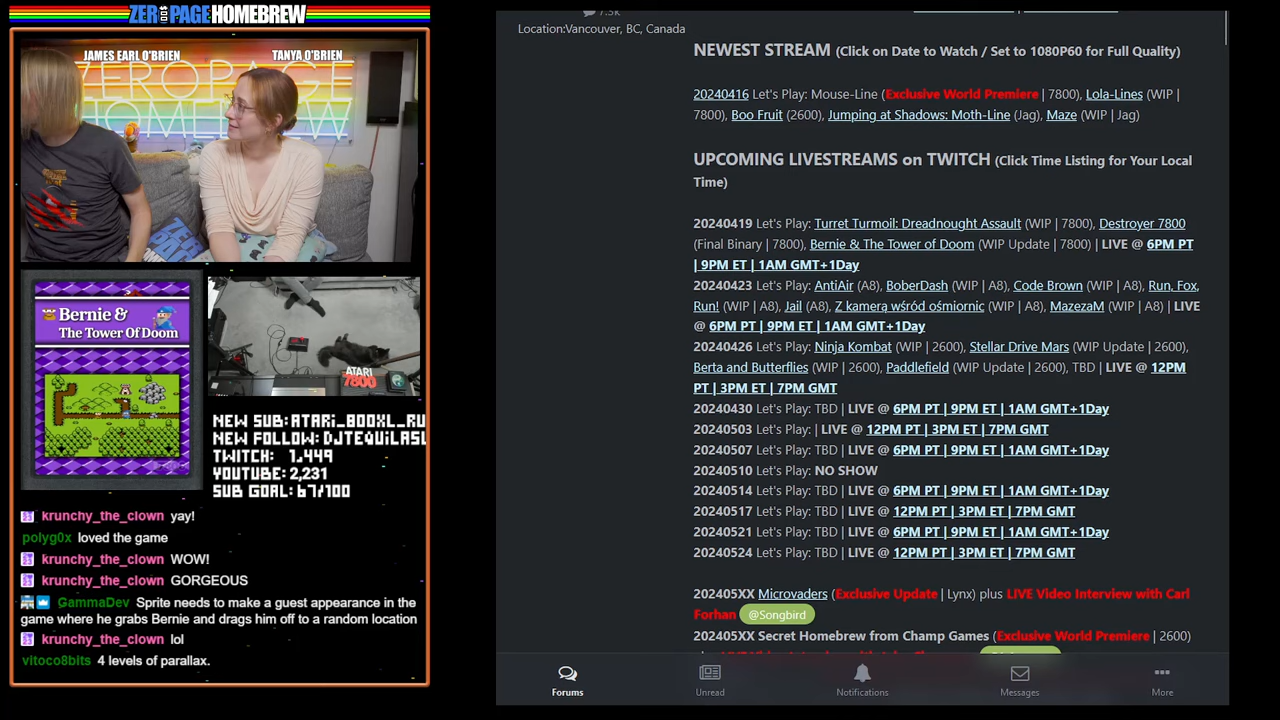 ZERO PAGE HOMEBREW
JAMES EARL O'BRIEN
TANYA O'BRIEN
ZEROPAGE
HOMEBREW
Bernie &
The Tower Of Doom
ATARI
7800
NEW SUB: ATARI_800XL_RU
NEW FOLLOW: DJTEQUILASU
TWITCH: 1,449
YOUTUBE: 2,231
SUB GOAL: 67/100
krunchy_the_clown yay!
polyg0x loved the game
krunchy_the_clown WOW!
krunchy_the_clown GORGEOUS
GammaDev Sprite needs to make a guest appearance in the
game where he grabs Bernie and drags him off to a random location
krunchy_the_clown lol
vitoco8bits 4 levels of parallax.
7.5k
Location:Vancouver, BC, Canada
NEWEST STREAM (Click on Date to Watch / Set to 1080P60 for Full Quality)
20240416 Let's Play: Mouse-Line (Exclusive World Premiere | 7800), Lola-Lines (WIP |
7800), Boo Fruit (2600), Jumping at Shadows: Moth-Line (Jag), Maze (WIP | Jag)
UPCOMING LIVESTREAMS on TWITCH (Click Time Listing for Your Local
Time)
20240419 Let's Play: Turret Turmoil: Dreadnought Assault (WIP | 7800), Destroyer 7800
(Final Binary | 7800), Bernie & The Tower of Doom (WIP Update | 7800) | LIVE @ 6PM PT
| 9PM ET | 1AM GMT+1Day
20240423 Let's Play: AntiAir (A8), BoberDash (WIP | A8), Code Brown (WIP | A8), Run, Fox,
Run! (WIP | A8), Jail (A8), Z kamerą wśród ośmiornic (WIP | A8), MazezaM (WIP | A8) | LIVE
@ 6PM PT | 9PM ET | 1AM GMT+1Day
20240426 Let's Play: Ninja Kombat (WIP | 2600), Stellar Drive Mars (WIP Update | 2600),
Berta and Butterflies (WIP | 2600), Paddlefield (WIP Update | 2600), TBD | LIVE @ 12PM
PT | 3PM ET | 7PM GMT
20240430 Let's Play: TBD | LIVE @ 6PM PT | 9PM ET | 1AM GMT+1Day
20240503 Let's Play: | LIVE @ 12PM PT | 3PM ET | 7PM GMT
20240507 Let's Play: TBD | LIVE @ 6PM PT | 9PM ET | 1AM GMT+1Day
20240510 Let's Play: NO SHOW
20240514 Let's Play: TBD | LIVE @ 6PM PT | 9PM ET | 1AM GMT+1Day
20240517 Let's Play: TBD | LIVE @ 12PM PT | 3PM ET | 7PM GMT
20240521 Let's Play: TBD | LIVE @ 6PM PT | 9PM ET | 1AM GMT+1Day
20240524 Let's Play: TBD | LIVE @ 12PM PT | 3PM ET | 7PM GMT
202405XX Microvaders (Exclusive Update | Lynx) plus LIVE Video Interview with Carl
Forhan @Songbird
202405XX Secret Homebrew from Champ Games (Exclusive World Premiere | 2600)
Forums
Unread
Notifications
Messages
More